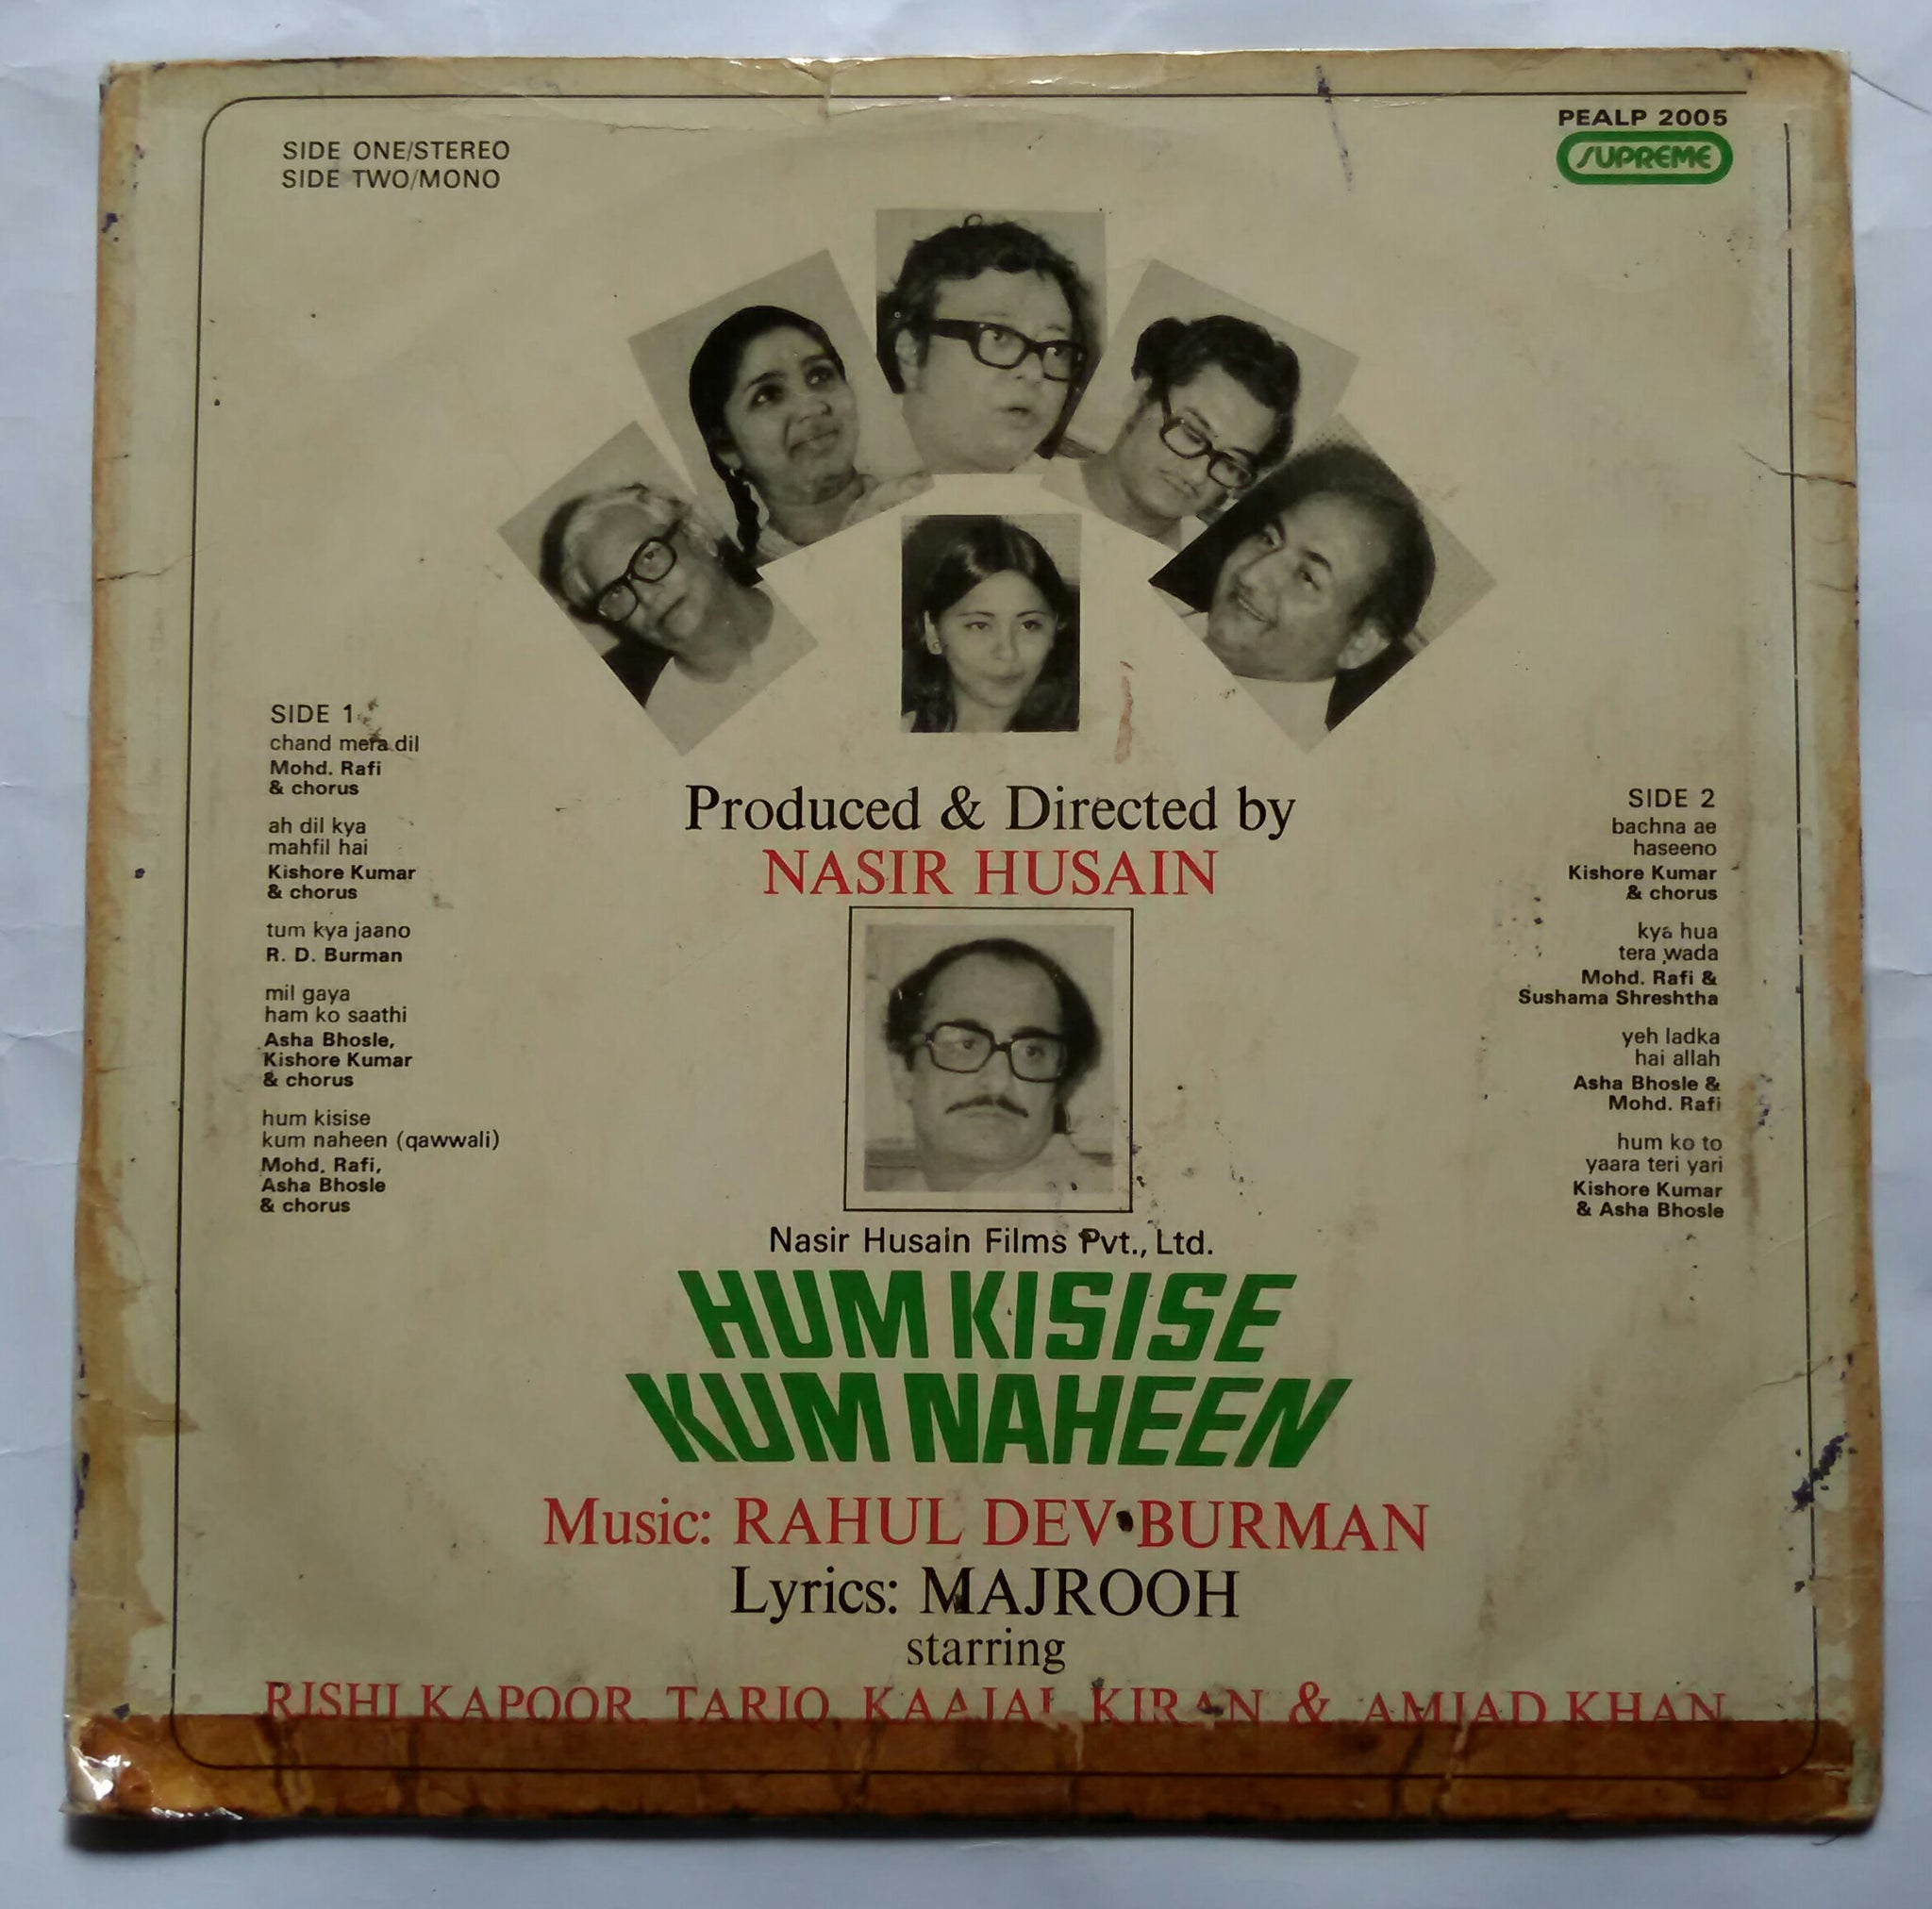 SIDE ONE/STEREO
SIDE TWO/MONO
PEALP 2005
SUPREME
SIDE 1
chand mera dil
Mohd. Rafi
& chorus
ah dil kya
mahfil hai
Kishore Kumar
& chorus
tum kya jaano
R. D. Burman
mil gaya
ham ko saathi
Asha Bhosle,
Kishore Kumar
& chorus
hum kisise
kum naheen (qawwali)
Mohd. Rafi,
Asha Bhosle
& chorus
Produced & Directed by
NASIR HUSAIN
SIDE 2
bachna ae
haseeno
Kishore Kumar
& chorus
kya hua
tera wada
Mohd. Rafi &
Sushama Shreshtha
yeh ladka
hai allah
Asha Bhosle &
Mohd. Rafi
hum ko to
yaara teri yari
Kishore Kumar
& Asha Bhosle
Nasir Husain Films Pvt., Ltd.
HUM KISISE
KUM NAHEEN
Music: RAHUL DEV BURMAN
Lyrics: MAJROOH
starring
RISHI KAPOOR, TARIQ, KAAJAL KIRAN & AMJAD KHAN